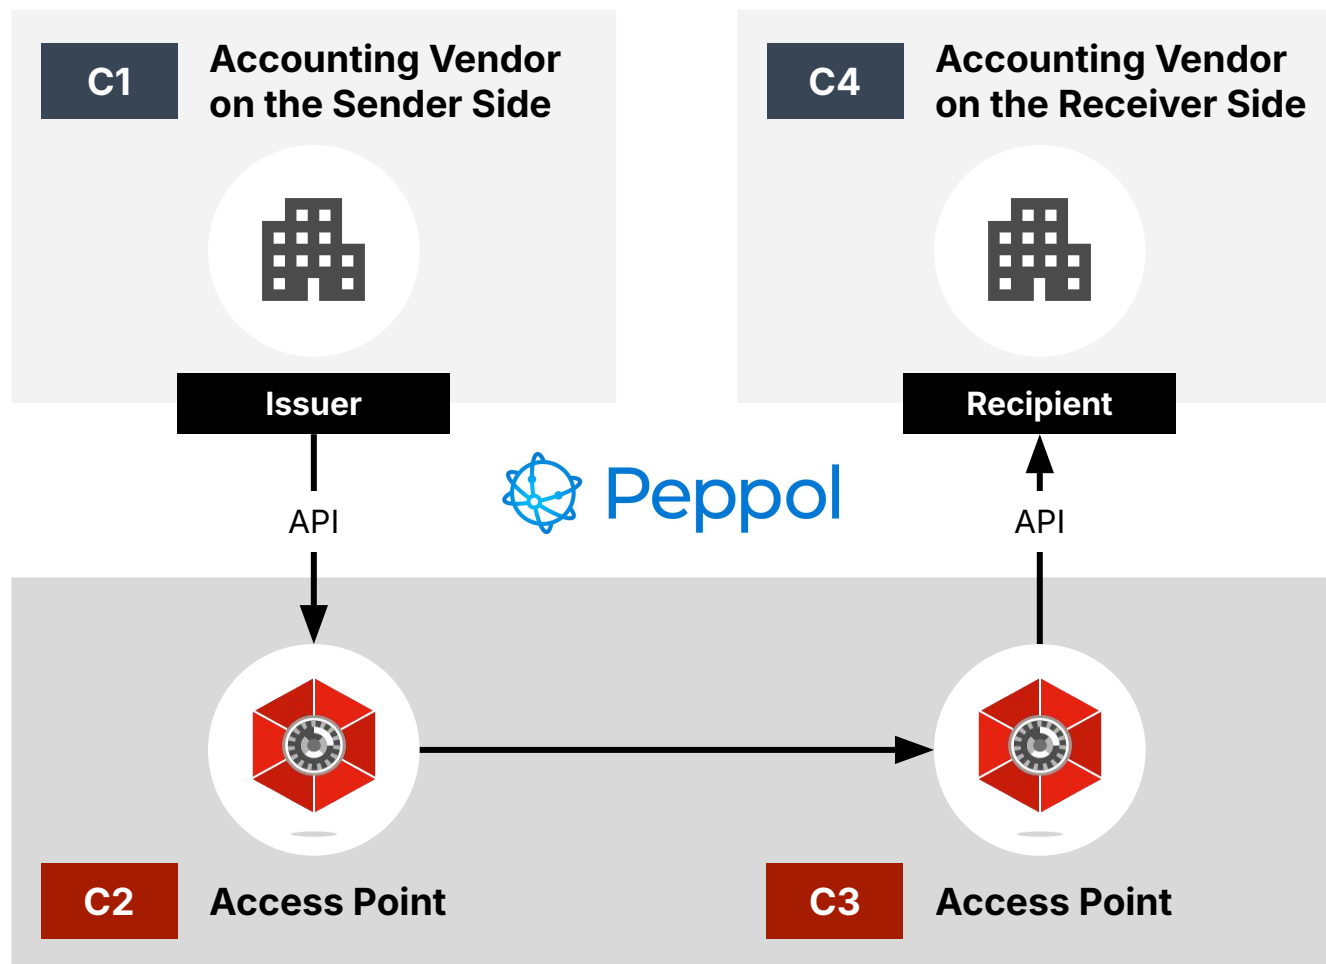 C1
Accounting Vendor
on the Sender Side
Issuer
API
C4
Accounting Vendor
on the Receiver Side
Recipient
API
Peppol
C2
Access Point
C3
Access Point